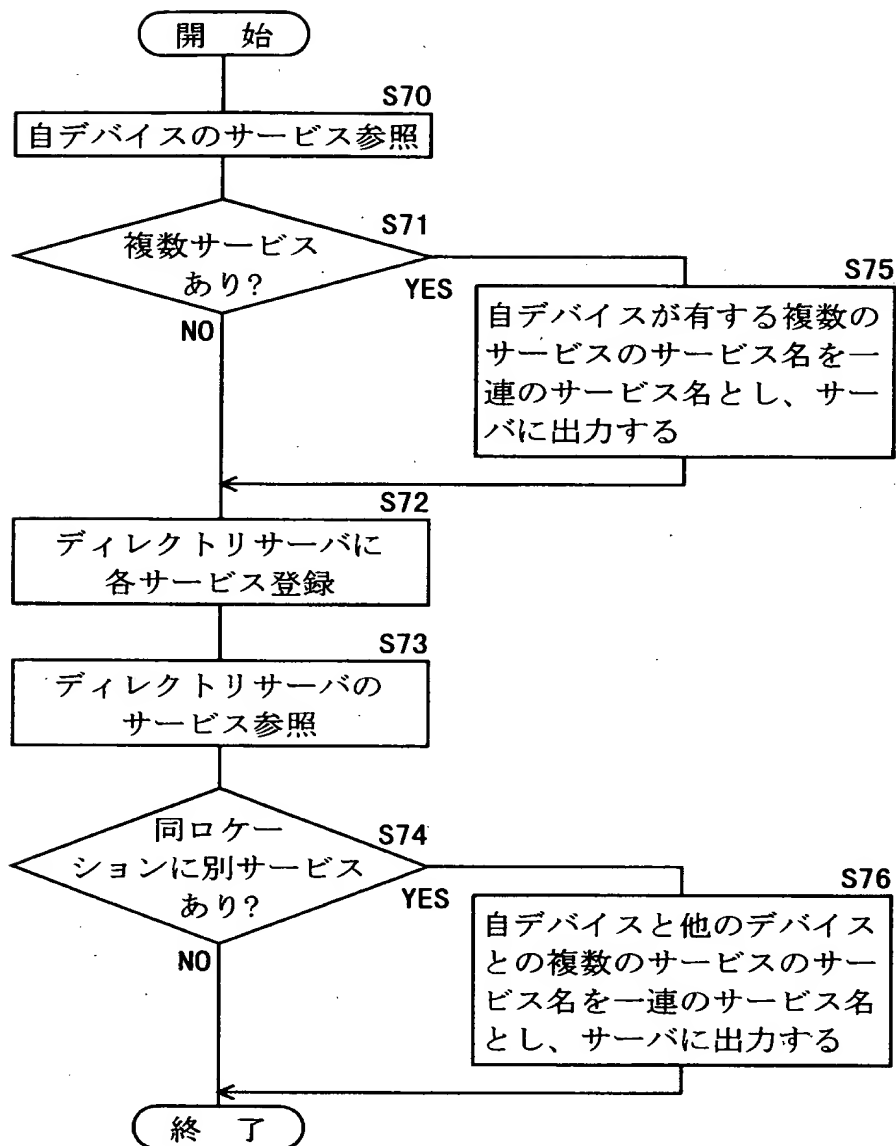 開 始
S70
自デバイスのサービス参照
S71
複数サービス
あり?
YES
NO
S75
自デバイスが有する複数の
サービスのサービス名を一
連のサービス名とし、サー
バに出力する
S72
ディレクトリサーバに
各サービス登録
S73
ディレクトリサーバの
サービス参照
S74
同ロケー
ションに別サービス
あり?
YES
NO
S76
自デバイスと他のデバイス
との複数のサービスのサー
ビス名を一連のサービス名
とし、サーバに出力する
終 了